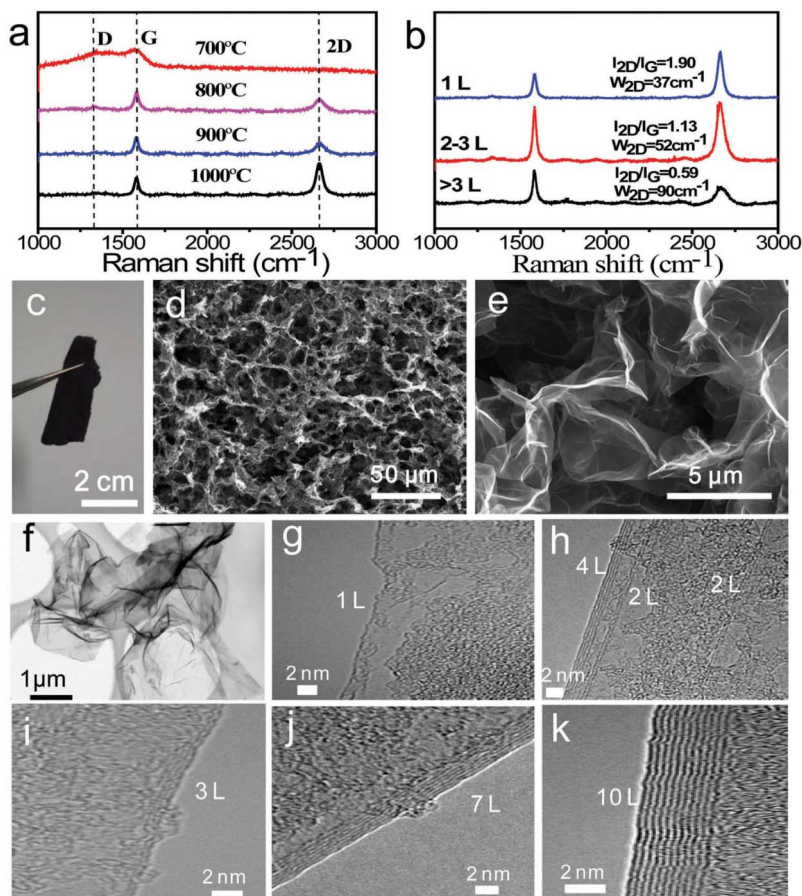 a
D
G
700°C
2D
800°C
900°C
1000°C
1000
1500
2000
2500
3000
Raman shift (cm-1)
b
1 L
I2D/IG=1.90
W2D=37cm-1
2-3 L
I2D/IG=1.13
W2D=52cm-1
>3 L
I2D/IG=0.59
W2D=90cm-1
1000
1500
2000
2500
3000
Raman shift (cm-1)
c
2 cm
d
50 µm
e
5 µm
f
1µm
g
1 L
2 nm
h
4 L
2 L
2 L
2 nm
i
3 L
2 nm
j
7 L
2 nm
k
10 L
2 nm